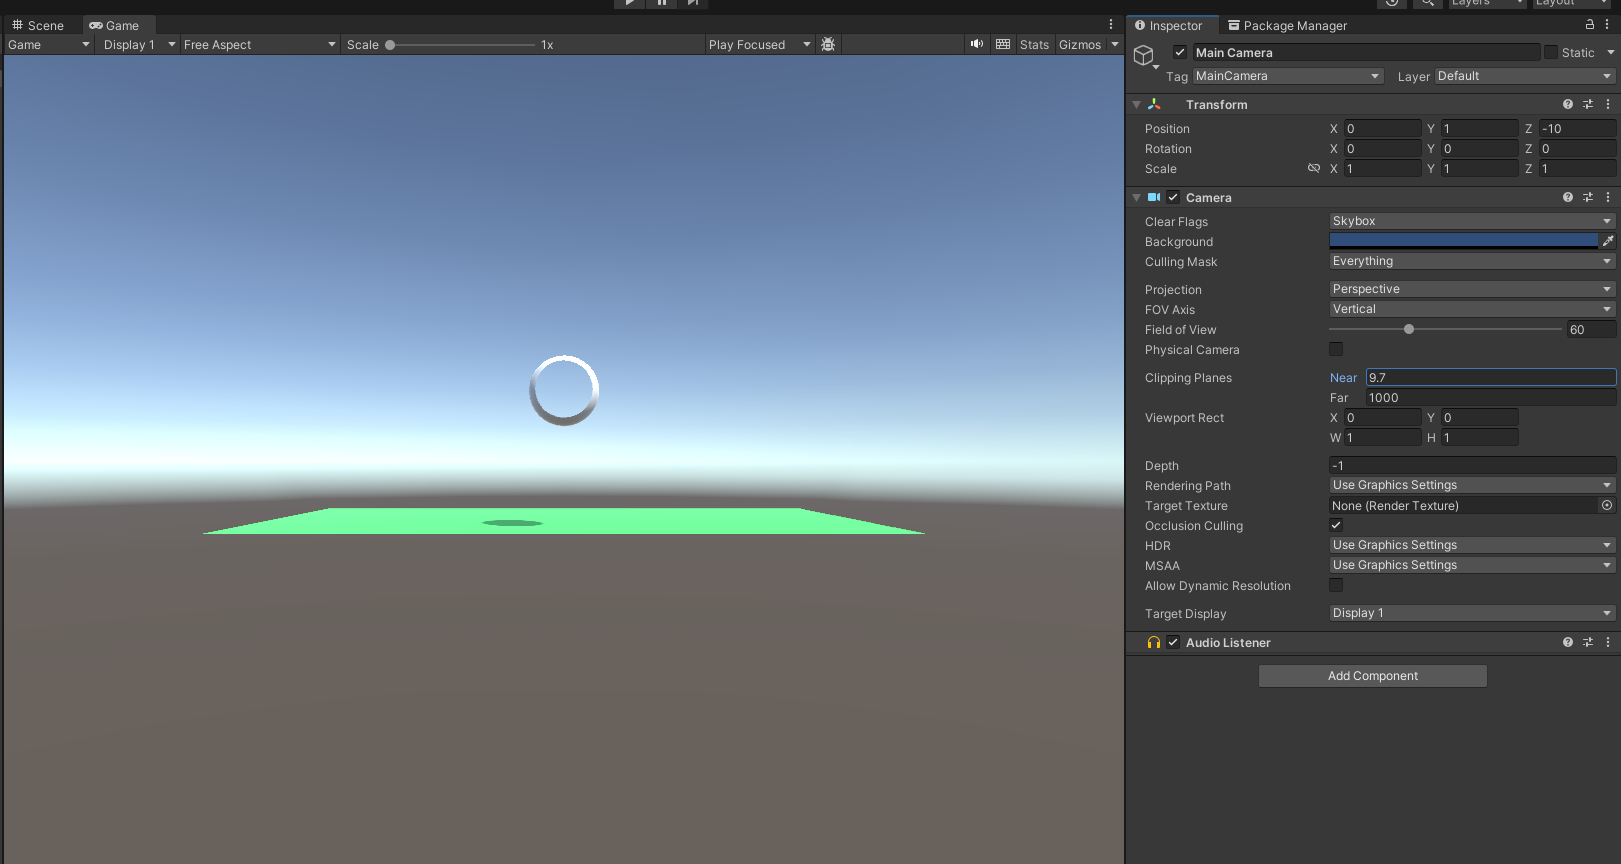 Layers Layout
Scene Game
Inspector Package Manager
Game Display 1 Free Aspect Scale 1x Play Focused Stats Gizmos
Main Camera Static
Tag MainCamera Layer Default
Transform
Position X 0 Y 1 Z -10
Rotation X 0 Y 0 Z 0
Scale X 1 Y 1 Z 1
Camera
Clear Flags Skybox
Background
Culling Mask Everything
Projection Perspective
FOV Axis Vertical
Field of View 60
Physical Camera
Clipping Planes Near 9.7
Far 1000
Viewport Rect X 0 Y 0
W 1 H 1
Depth -1
Rendering Path Use Graphics Settings
Target Texture None (Render Texture)
Occlusion Culling
HDR Use Graphics Settings
MSAA Use Graphics Settings
Allow Dynamic Resolution
Target Display Display 1
Audio Listener
Add Component